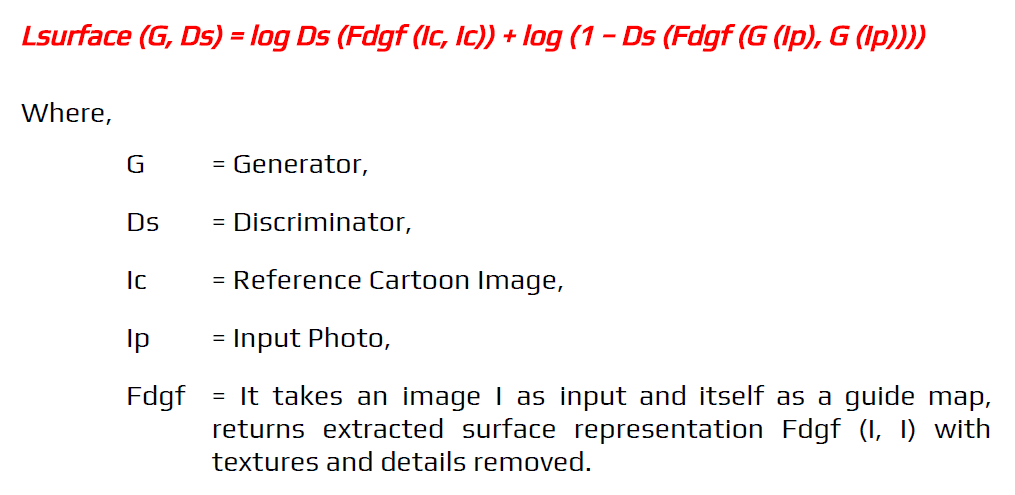 Lsurface (G, Ds) = log Ds (Fdgf (Ic, Ic)) + log (1 – Ds (Fdgf (G (Ip), G (Ip))))
Where,
G = Generator,
Ds = Discriminator,
Ic = Reference Cartoon Image,
Ip = Input Photo,
Fdgf = It takes an image I as input and itself as a guide map,
returns extracted surface representation Fdgf (I, I) with
textures and details removed.